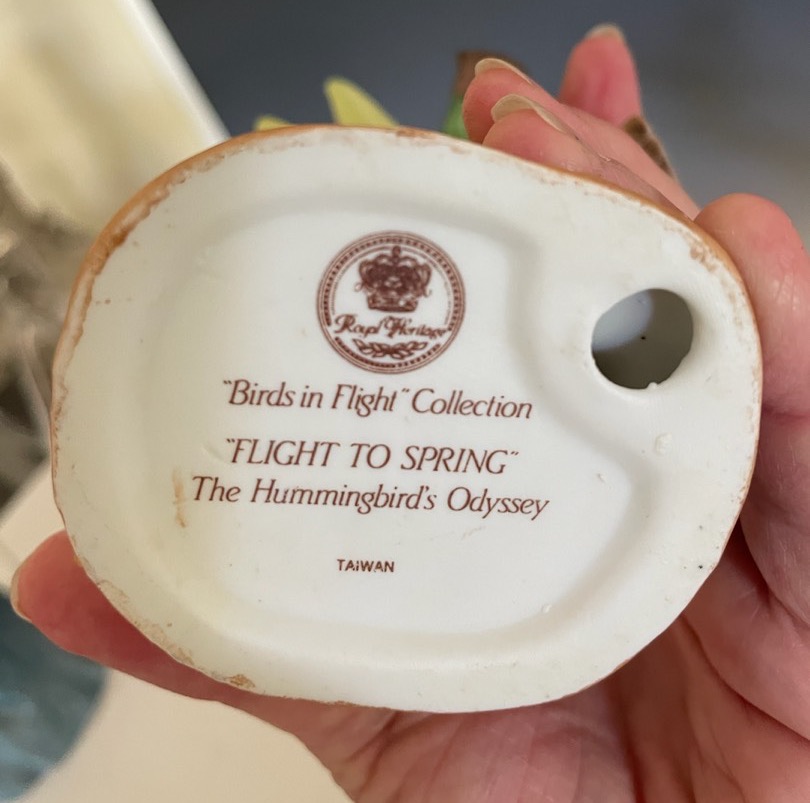 Royal Heritage
"Birds in Flight" Collection
"FLIGHT TO SPRING"
The Hummingbird's Odyssey
TAIWAN